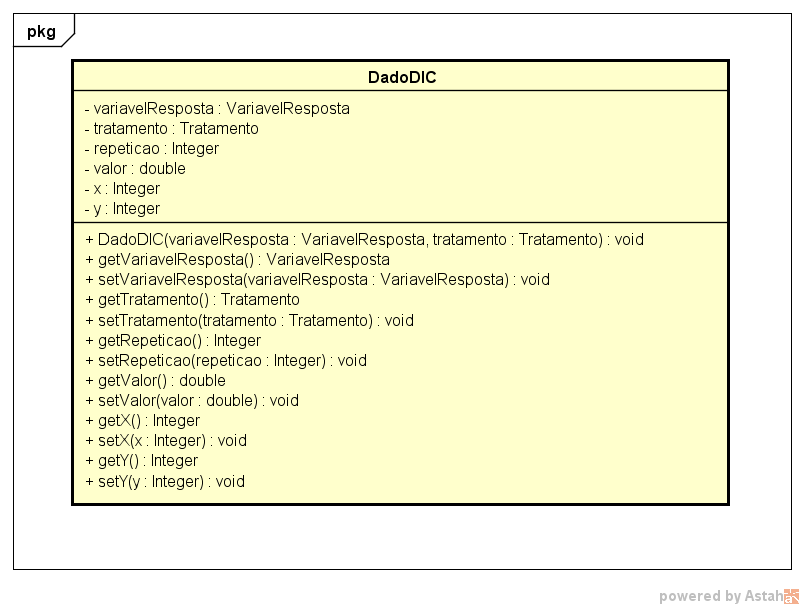 pkg
DadoDIC
- variavelResposta : VariavelResposta
- tratamento : Tratamento
- repeticao : Integer
- valor : double
- x : Integer
- y : Integer
+ DadoDIC(variavelResposta : VariavelResposta, tratamento : Tratamento) : void
+ getVariavelResposta() : VariavelResposta
+ setVariavelResposta(variavelResposta : VariavelResposta) : void
+ getTratamento() : Tratamento
+ setTratamento(tratamento : Tratamento) : void
+ getRepeticao() : Integer
+ setRepeticao(repeticao : Integer) : void
+ getValor() : double
+ setValor(valor : double) : void
+ getX() : Integer
+ setX(x : Integer) : void
+ getY() : Integer
+ setY(y : Integer) : void
powered by Astah